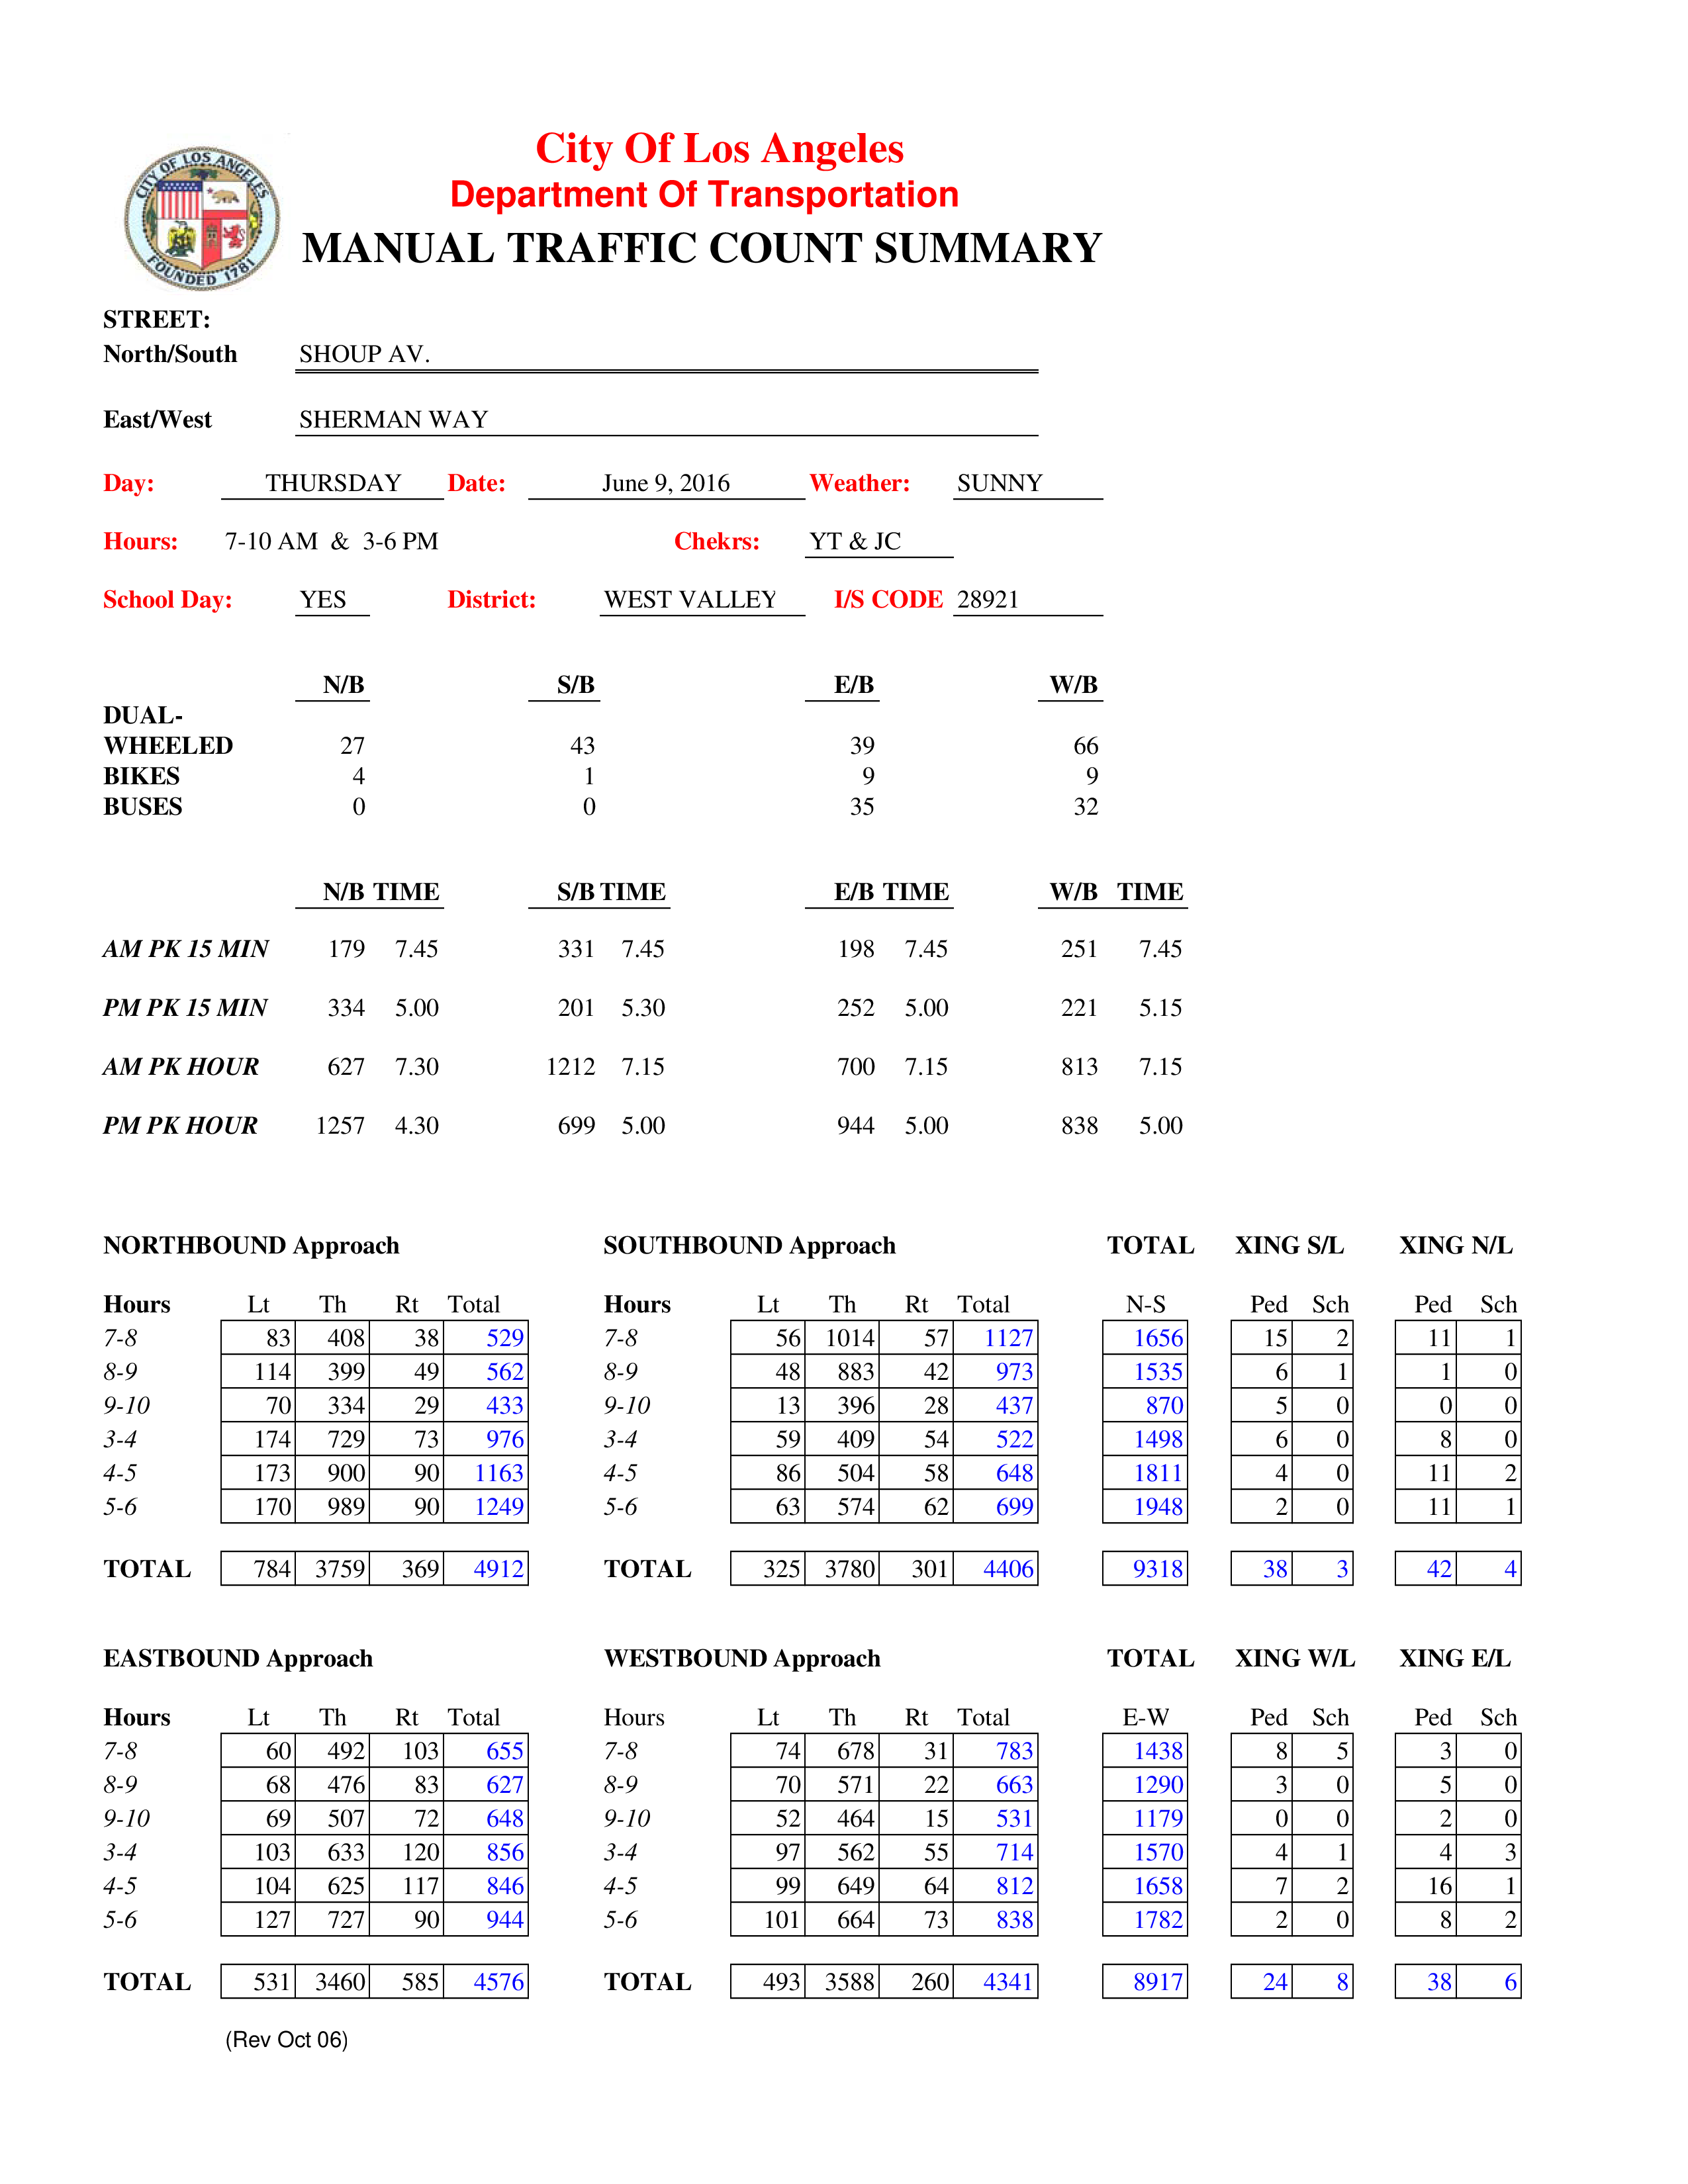 CITY OF LOS ANGELES
FOUNDED 1781
City Of Los Angeles
Department Of Transportation
MANUAL TRAFFIC COUNT SUMMARY
STREET:
North/South SHOUP AV.
East/West SHERMAN WAY
Day: THURSDAY Date: June 9, 2016 Weather: SUNNY
Hours: 7-10 AM & 3-6 PM Chekrs: YT & JC
School Day: YES District: WEST VALLEY I/S CODE 28921
N/B S/B E/B W/B
DUAL-
WHEELED 27 43 39 66
BIKES 4 1 9 9
BUSES 0 0 35 32
N/B TIME S/B TIME E/B TIME W/B TIME
AM PK 15 MIN 179 7.45 331 7.45 198 7.45 251 7.45
PM PK 15 MIN 334 5.00 201 5.30 252 5.00 221 5.15
AM PK HOUR 627 7.30 1212 7.15 700 7.15 813 7.15
PM PK HOUR 1257 4.30 699 5.00 944 5.00 838 5.00
NORTHBOUND Approach SOUTHBOUND Approach TOTAL XING S/L XING N/L
Hours Lt Th Rt Total Hours Lt Th Rt Total N-S Ped Sch Ped Sch
7-8 83 408 38 529 7-8 56 1014 57 1127 1656 15 2 11 1
8-9 114 399 49 562 8-9 48 883 42 973 1535 6 1 1 0
9-10 70 334 29 433 9-10 13 396 28 437 870 5 0 0 0
3-4 174 729 73 976 3-4 59 409 54 522 1498 6 0 8 0
4-5 173 900 90 1163 4-5 86 504 58 648 1811 4 0 11 2
5-6 170 989 90 1249 5-6 63 574 62 699 1948 2 0 11 1
TOTAL 784 3759 369 4912 TOTAL 325 3780 301 4406 9318 38 3 42 4
EASTBOUND Approach WESTBOUND Approach TOTAL XING W/L XING E/L
Hours Lt Th Rt Total Hours Lt Th Rt Total E-W Ped Sch Ped Sch
7-8 60 492 103 655 7-8 74 678 31 783 1438 8 5 3 0
8-9 68 476 83 627 8-9 70 571 22 663 1290 3 0 5 0
9-10 69 507 72 648 9-10 52 464 15 531 1179 0 0 2 0
3-4 103 633 120 856 3-4 97 562 55 714 1570 4 1 4 3
4-5 104 625 117 846 4-5 99 649 64 812 1658 7 2 16 1
5-6 127 727 90 944 5-6 101 664 73 838 1782 2 0 8 2
TOTAL 531 3460 585 4576 TOTAL 493 3588 260 4341 8917 24 8 38 6
(Rev Oct 06)